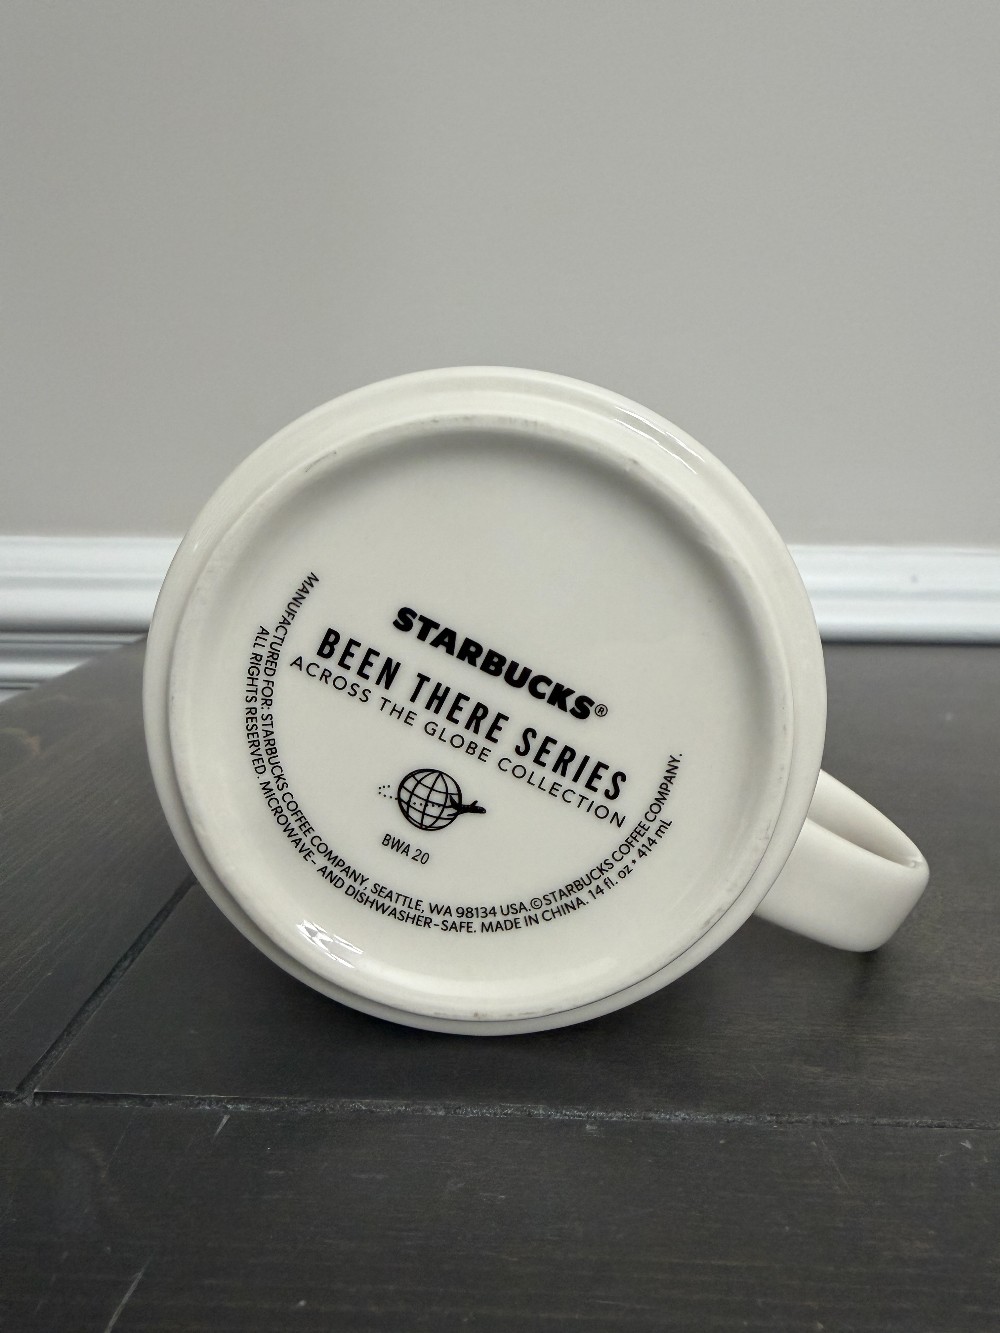 STARBUCKS®
BEEN THERE SERIES
ACROSS THE GLOBE COLLECTION
BWA 20
MANUFACTURED FOR: STARBUCKS COFFEE COMPANY, SEATTLE, WA 98134 USA.© STARBUCKS COFFEE COMPANY.
ALL RIGHTS RESERVED. MICROWAVE- AND DISHWASHER-SAFE. MADE IN CHINA. 14 fl. oz • 414 mL